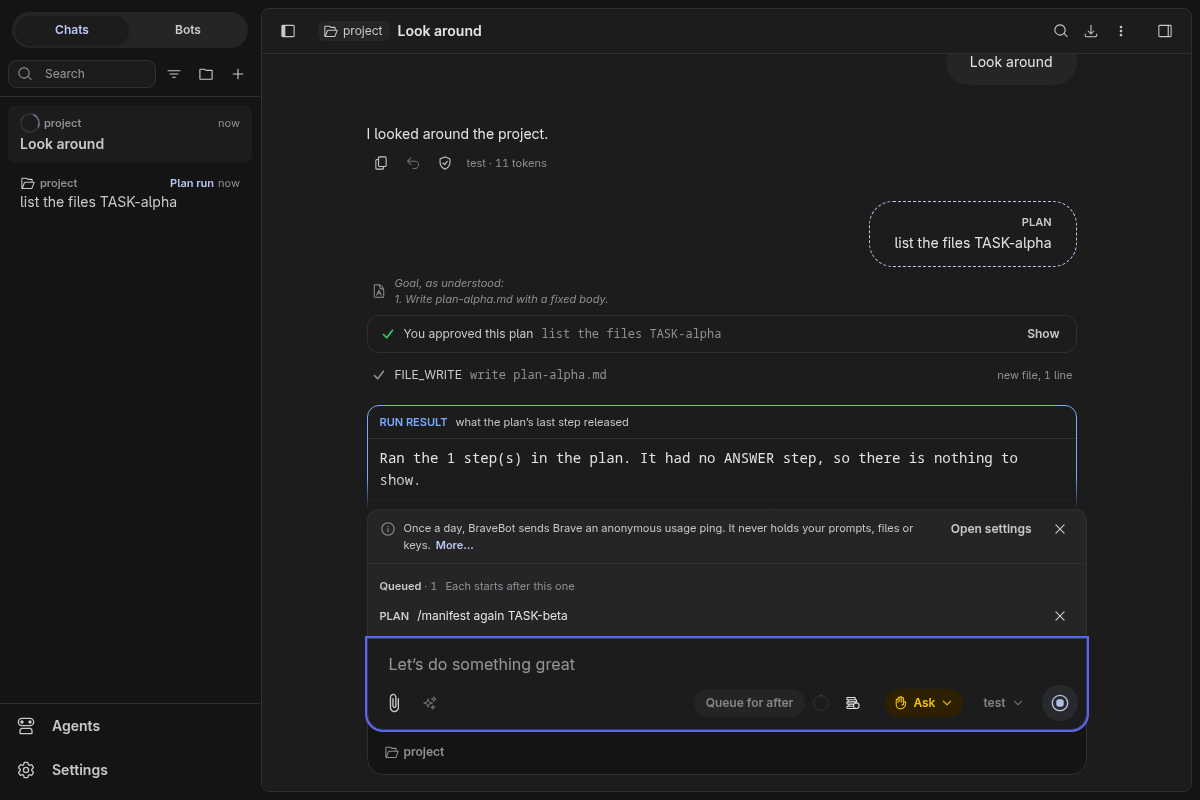 Chats
Bots
Search
project
now
Look around
project
Plan run
now
list the files TASK-alpha
Agents
Settings
project
Look around
Look around
I looked around the project.
test · 11 tokens
PLAN
list the files TASK-alpha
Goal, as understood:
1. Write plan-alpha.md with a fixed body.
You approved this plan list the files TASK-alpha
Show
FILE_WRITE write plan-alpha.md
new file, 1 line
RUN RESULT what the plan's last step released
Ran the 1 step(s) in the plan. It had no ANSWER step, so there is nothing to
show.
Once a day, BraveBot sends Brave an anonymous usage ping. It never holds your prompts, files or
keys. More...
Open settings
Queued · 1 Each starts after this one
PLAN /manifest again TASK-beta
Let's do something great
Queue for after
Ask
test
project